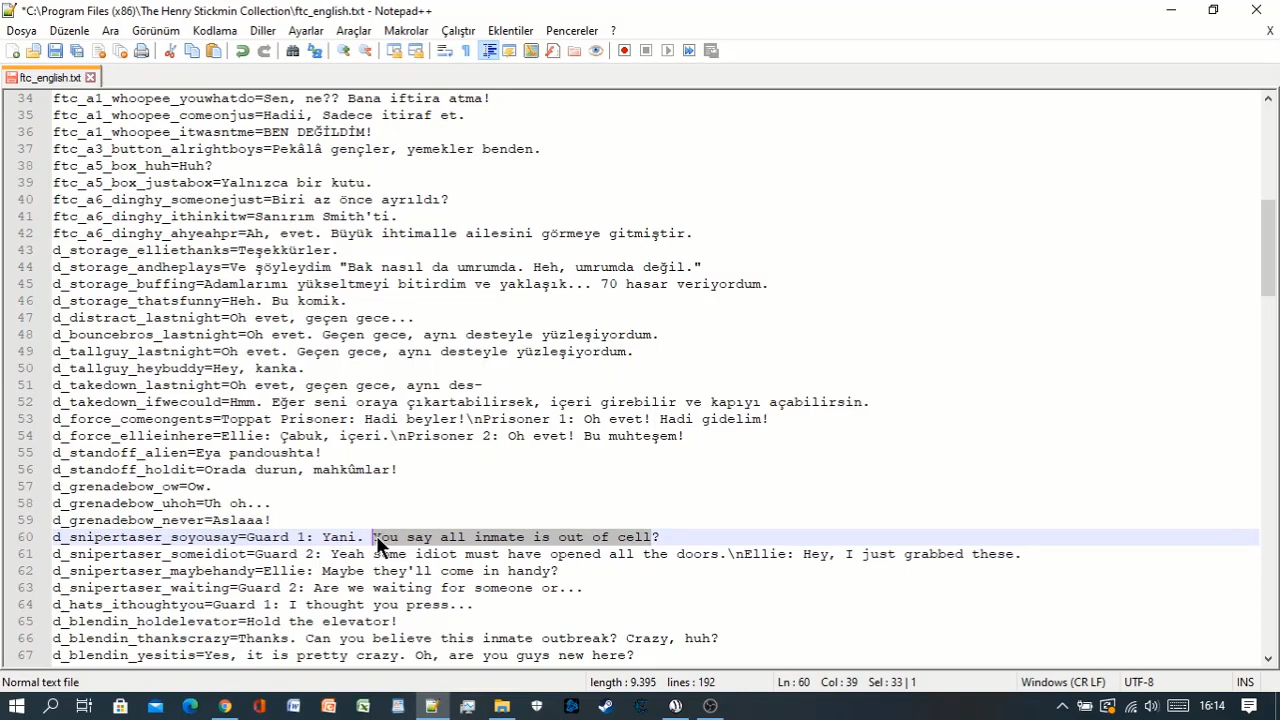 *C:\Program Files (x86)\The Henry Stickmin Collection\ftc_english.txt - Notepad++
Dosya Düzenle Ara Görünüm Kodlama Diller Ayarlar Araçlar Makrolar Çalıştır Eklentiler Pencereler ? X
ftc_english.txt
34 ftc_a1_whoopee_youwhatdo=Sen, ne?? Bana iftira atma!
35 ftc_a1_whoopee_comeonjus=Hadii, Sadece itiraf et.
36 ftc_a1_whoopee_itwasntme=BEN DEĞİLDİM!
37 ftc_a3_button_alrightboys=Pekâlâ gençler, yemekler benden.
38 ftc_a5_box_huh=Huh?
39 ftc_a5_box_justabox=Yalnızca bir kutu.
40 ftc_a6_dinghy_someonejust=Biri az önce ayrıldı?
41 ftc_a6_dinghy_ithinkitw=Sanırım Smith'ti.
42 ftc_a6_dinghy_ahyeahpr=Ah, evet. Büyük ihtimalle ailesini görmeye gitmiştir.
43 d_storage_elliethanks=Teşekkürler.
44 d_storage_andheplays=Ve şöyleydim "Bak nasıl da umrumda. Heh, umrumda değil."
45 d_storage_buffing=Adamlarımı yükseltmeyi bitirdim ve yaklaşık... 70 hasar veriyordum.
46 d_storage_thatsfunny=Heh. Bu komik.
47 d_distract_lastnight=Oh evet, geçen gece...
48 d_bouncebros_lastnight=Oh evet. Geçen gece, aynı desteyle yüzleşiyordum.
49 d_tallguy_lastnight=Oh evet. Geçen gece, aynı desteyle yüzleşiyordum.
50 d_tallguy_heybuddy=Hey, kanka.
51 d_takedown_lastnight=Oh evet, geçen gece, aynı des-
52 d_takedown_ifwecould=Hmm. Eğer seni oraya çıkartabilirsek, içeri girebilir ve kapıyı açabilirsin.
53 d_force_comeongents=Toppat Prisoner: Hadi beyler!\nPrisoner 1: Oh evet! Hadi gidelim!
54 d_force_ellieinhere=Ellie: Çabuk, içeri.\nPrisoner 2: Oh evet! Bu muhteşem!
55 d_standoff_alien=Eya pandoushta!
56 d_standoff_holdit=Orada durun, mahkûmlar!
57 d_grenadebow_ow=Ow.
58 d_grenadebow_uhoh=Uh oh...
59 d_grenadebow_never=Aslaaa!
60 d_snipertaser_soyousay=Guard 1: Yani. You say all inmate is out of cell?
61 d_snipertaser_someidiot=Guard 2: Yeah some idiot must have opened all the doors.\nEllie: Hey, I just grabbed these.
62 d_snipertaser_maybehandy=Ellie: Maybe they'll come in handy?
63 d_snipertaser_waiting=Guard 2: Are we waiting for someone or...
64 d_hats_ithoughtyou=Guard 1: I thought you press...
65 d_blendin_holdelevator=Hold the elevator!
66 d_blendin_thankscrazy=Thanks. Can you believe this inmate outbreak? Crazy, huh?
67 d_blendin_yesitis=Yes, it is pretty crazy. Oh, are you guys new here?
Normal text file length : 9.395 lines : 192 Ln : 60 Col : 39 Sel : 33 | 1 Windows (CR LF) UTF-8 INS
16:14